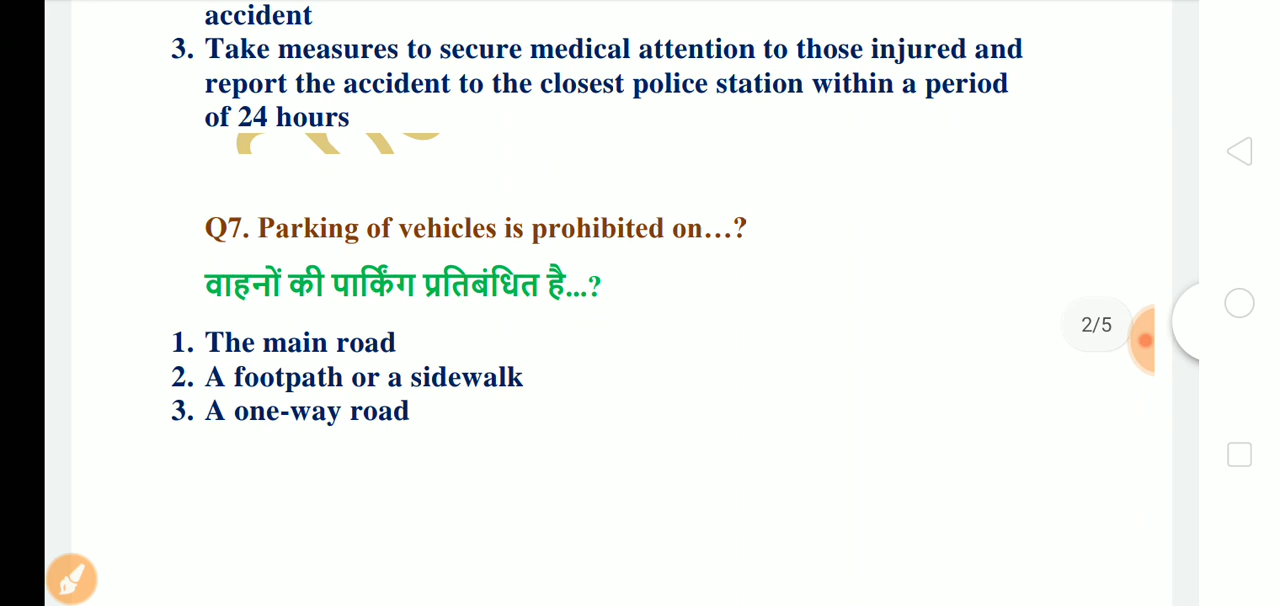 accident
3. Take measures to secure medical attention to those injured and
report the accident to the closest police station within a period
of 24 hours
Q7. Parking of vehicles is prohibited on...?
वाहनों की पार्किंग प्रतिबंधित है...?
1. The main road
2. A footpath or a sidewalk
3. A one-way road
2/5